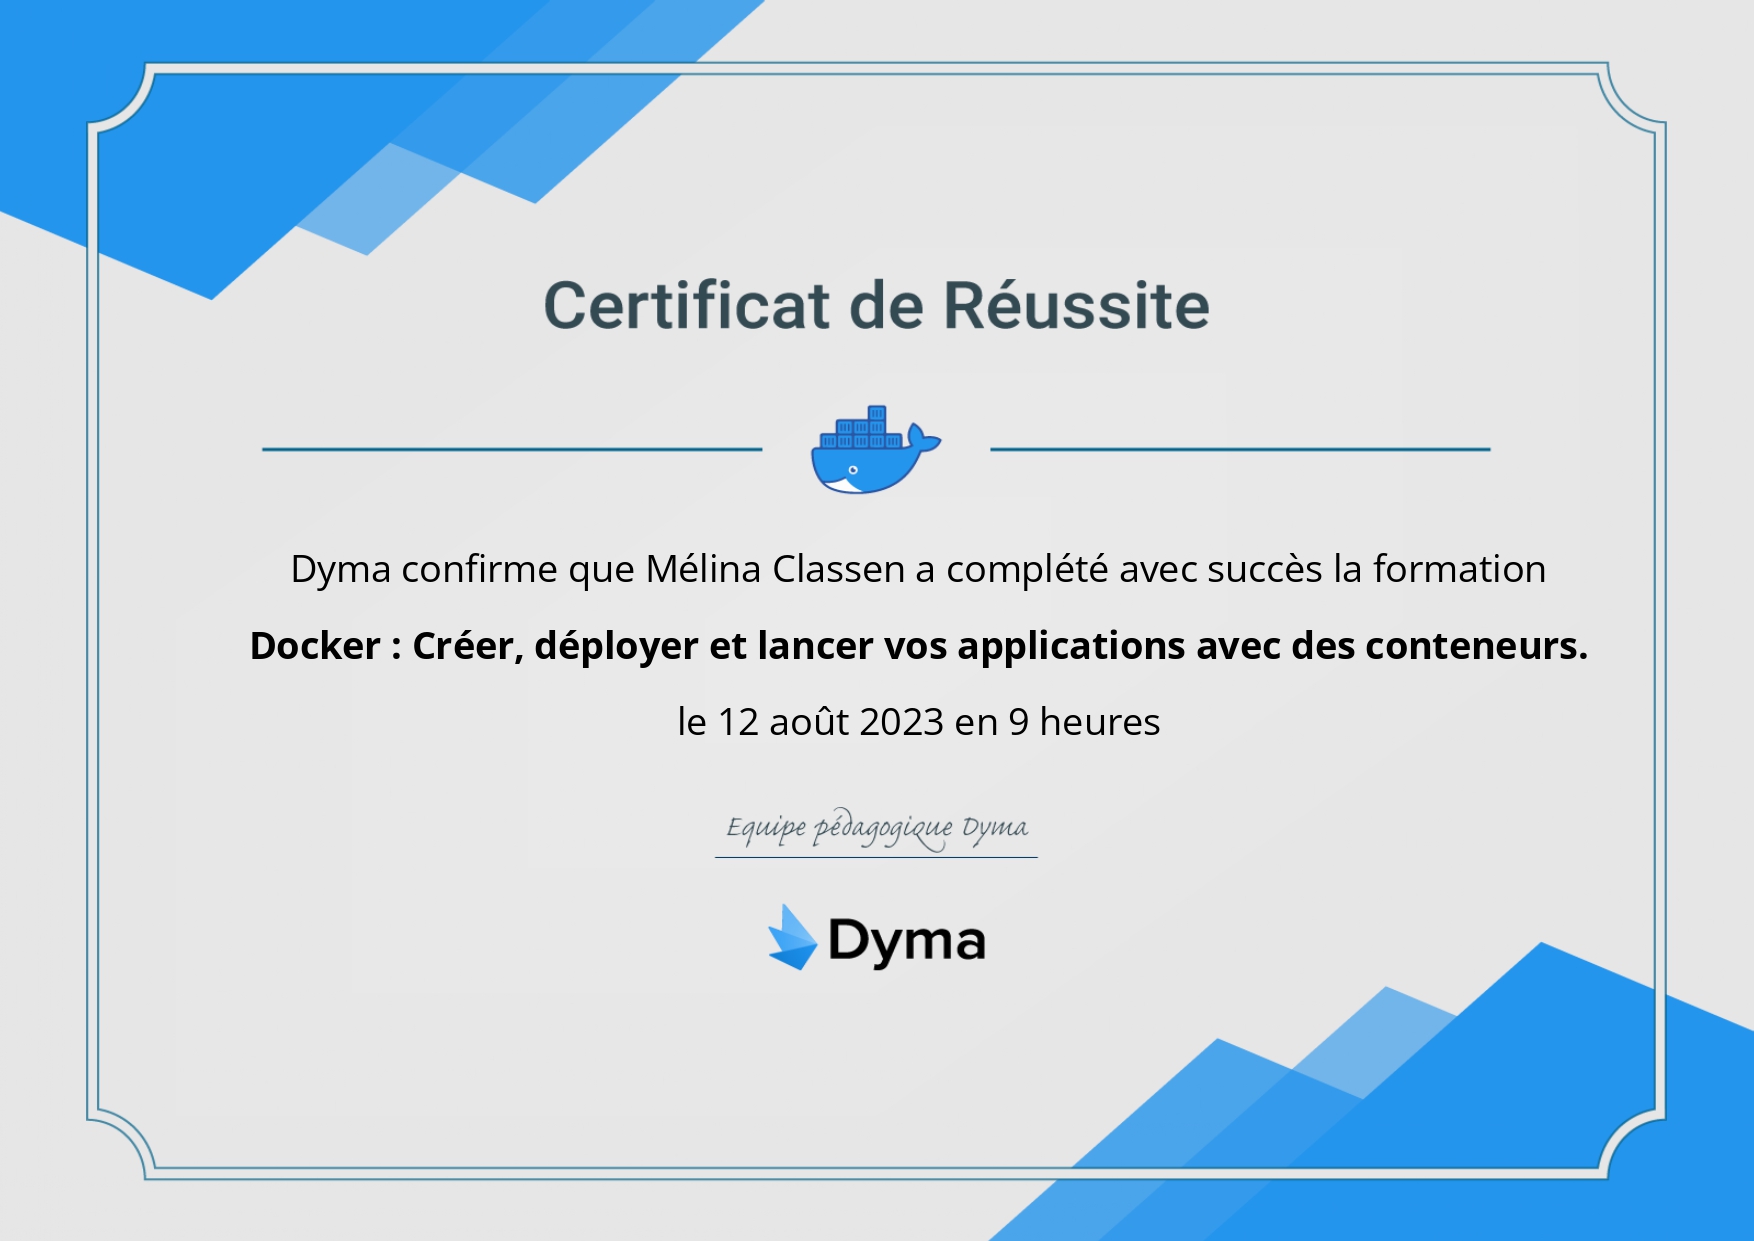 Certificat de Réussite
Dyma confirme que Mélina Classen a complété avec succès la formation
Docker : Créer, déployer et lancer vos applications avec des conteneurs.
le 12 août 2023 en 9 heures
Equipe pédagogique Dyma
Dyma